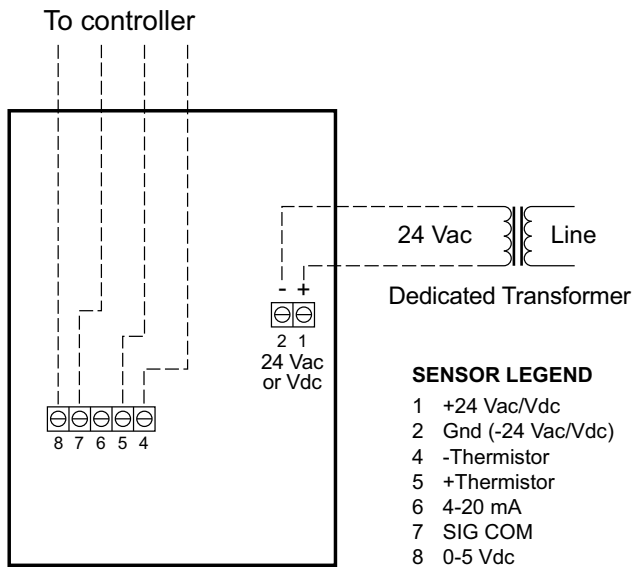 To controller
24 Vac
Line
Dedicated Transformer
- +
2 1
24 Vac
or Vdc
8 7 6 5 4
SENSOR LEGEND
1 +24 Vac/Vdc
2 Gnd (-24 Vac/Vdc)
4 -Thermistor
5 +Thermistor
6 4-20 mA
7 SIG COM
8 0-5 Vdc